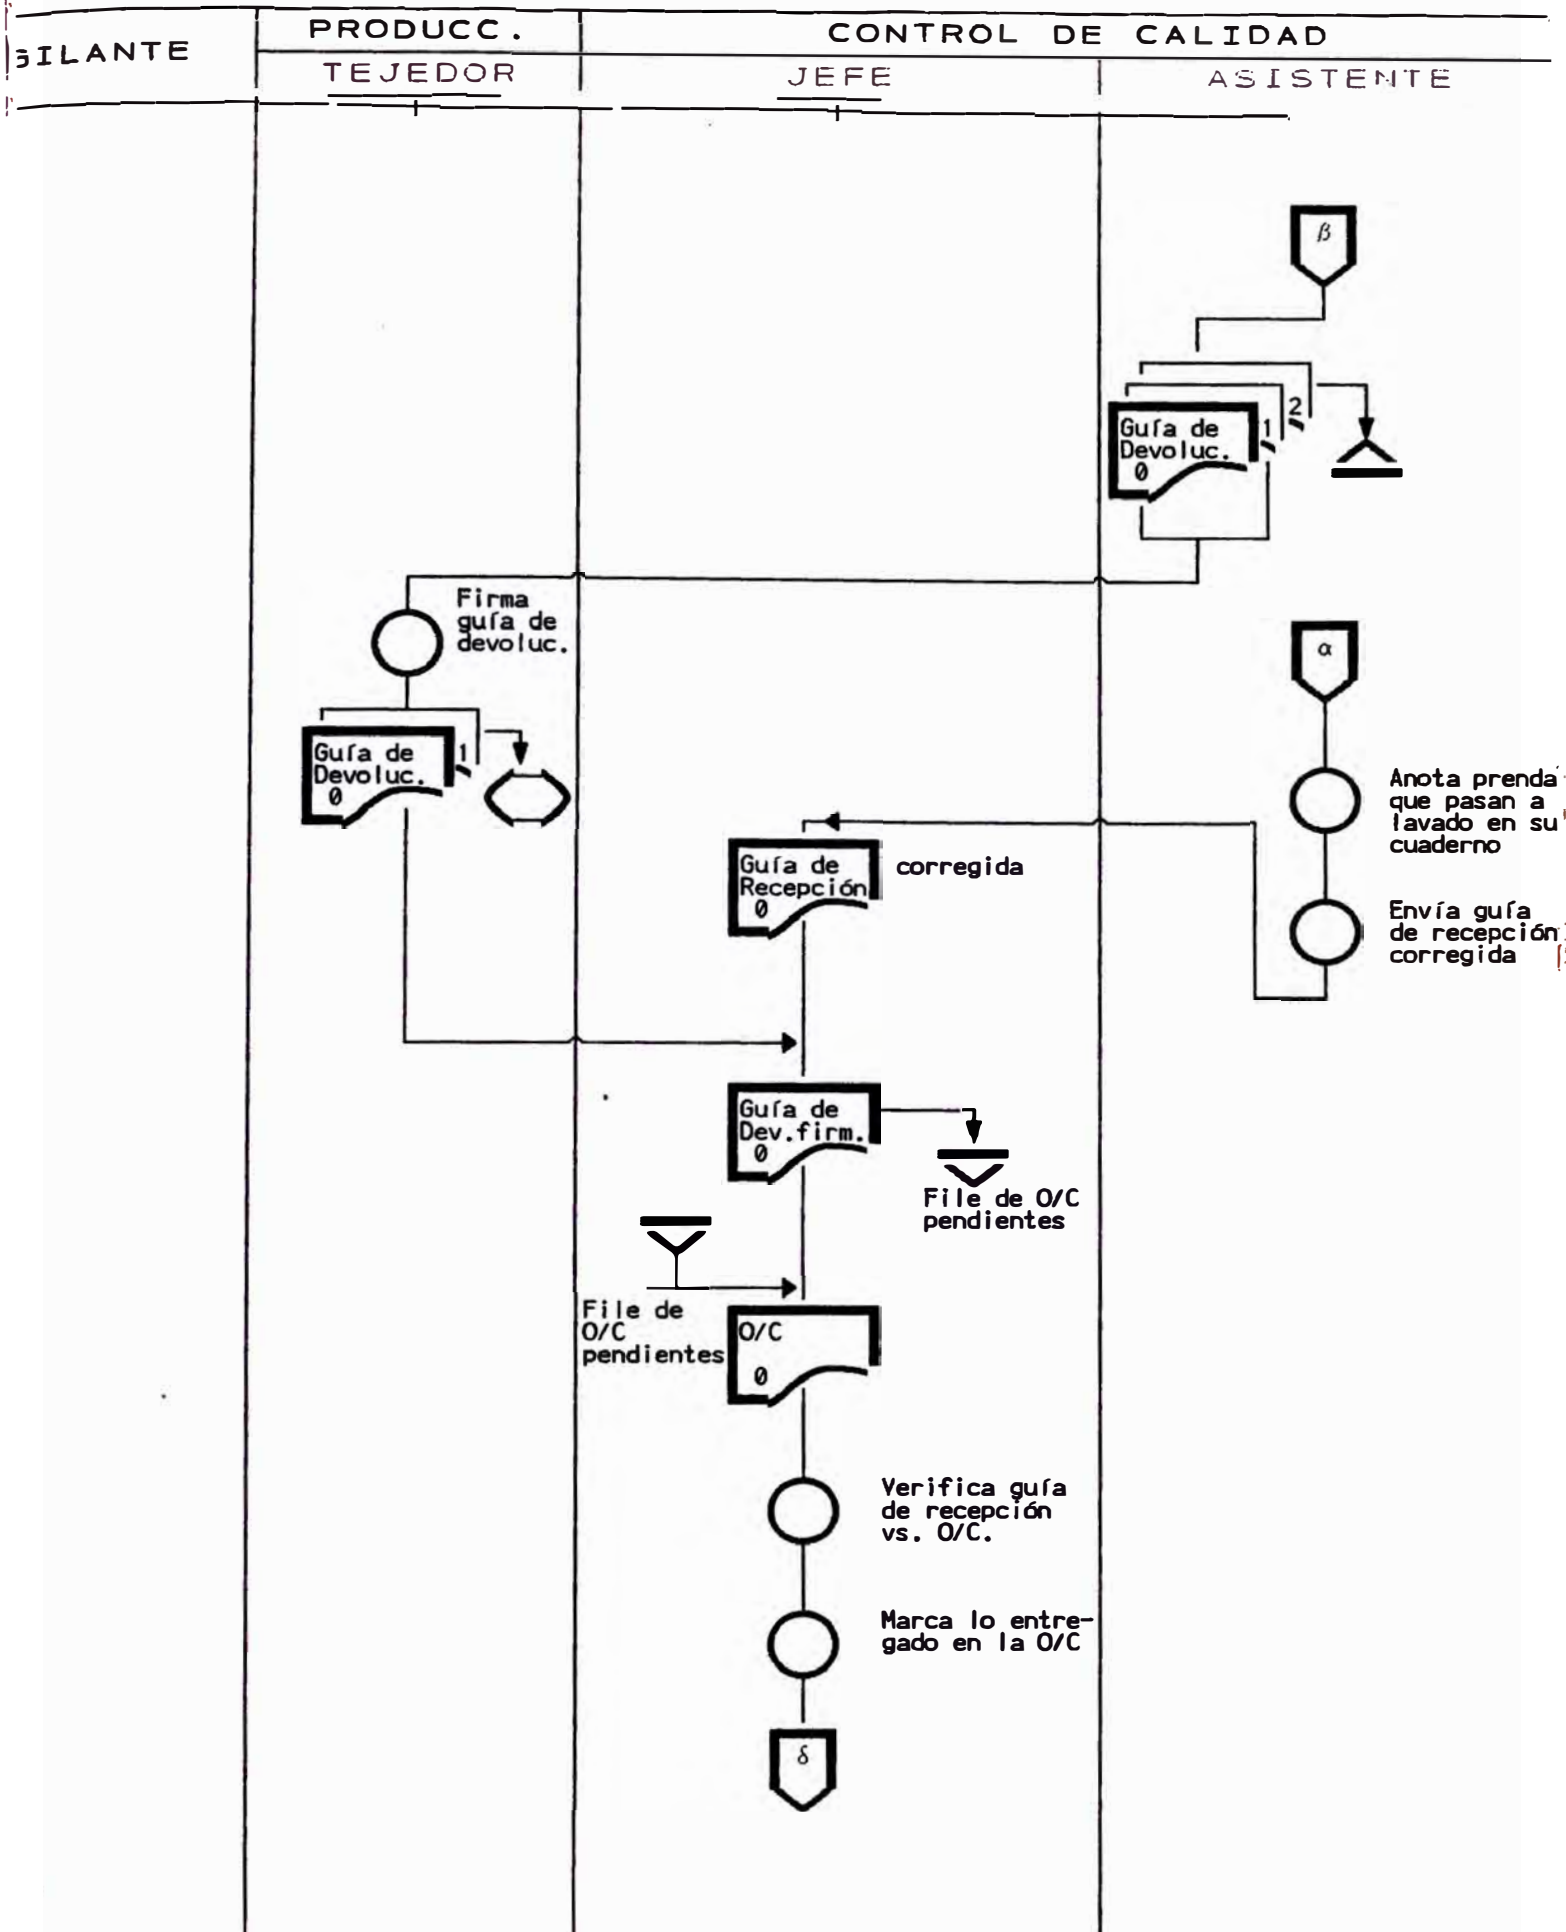 GILANTE
PRODUCC.
CONTROL DE CALIDAD
TEJEDOR
JEFE
ASISTENTE
β
Guía de
Devoluc.
0
1
2
Firma
guía de
devoluc.
Guía de
Devoluc.
0
1
α
Anota prenda
que pasan a
lavado en su
cuaderno
Envía guía
de recepción
corregida
Guía de
Recepción
0
corregida
Guía de
Dev.firm.
0
File de O/C
pendientes
File de
O/C
pendientes
O/C
0
Verifica guía
de recepción
vs. O/C.
Marca lo entre-
gado en la O/C
δ